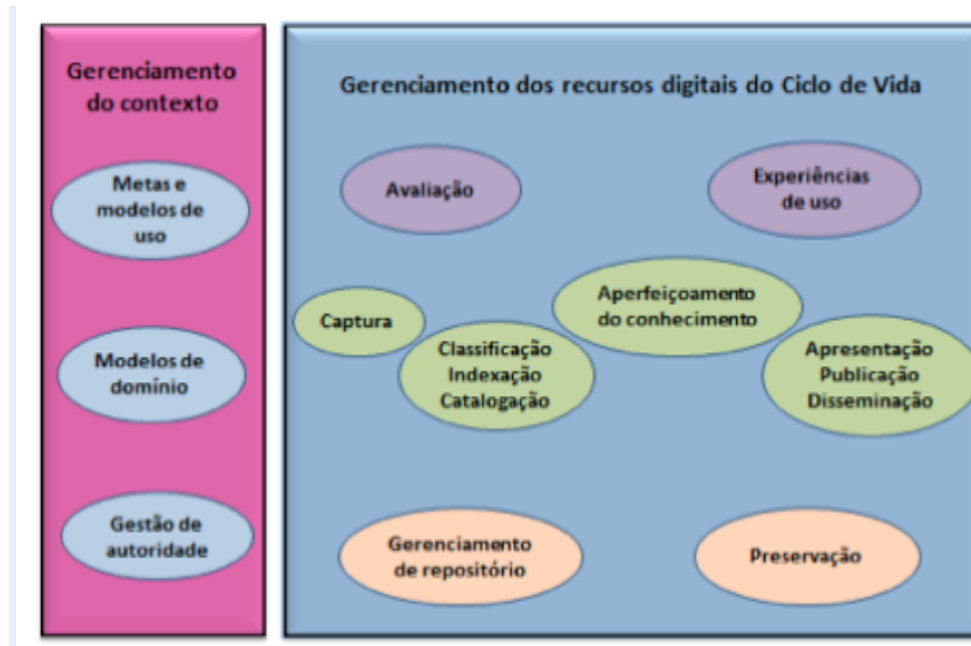 Gerenciamento
do contexto
Metas e
modelos de
uso
Modelos de
domínio
Gestão de
autoridade
Gerenciamento dos recursos digitais do Ciclo de Vida
Avaliação
Experiências
de uso
Captura
Classificação
Indexação
Catalogação
Aperfeiçoamento
do conhecimento
Apresentação
Publicação
Disseminação
Gerenciamento
de repositório
Preservação